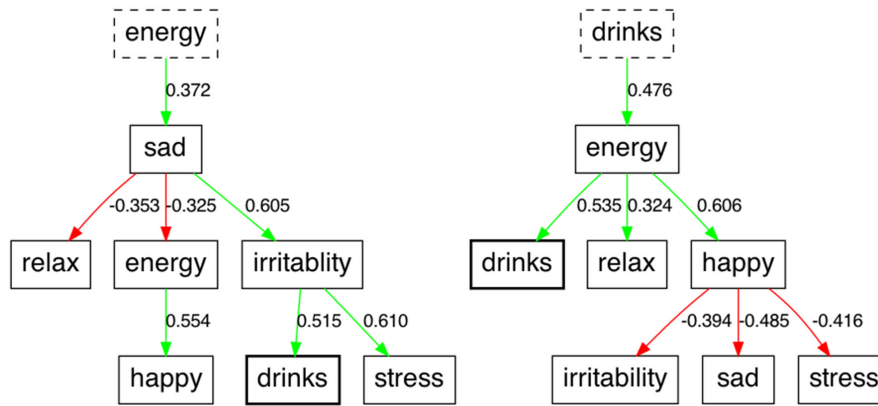 energy drinks
0.372 0.476
sad energy
-0.353 -0.325 0.605 0.535 0.324 0.606
relax energy irritablity drinks relax happy
0.554 0.515 0.610 -0.394 -0.485 -0.416
happy drinks stress irritability sad stress